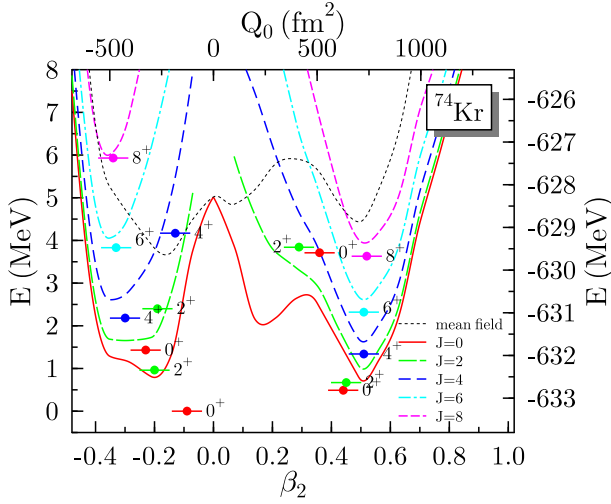 Q₀ (fm²)
-500 0 500 1000
8 7 6 5 4 3 2 1 0
E (MeV)
⁷⁴Kr
8⁺
6⁺
4⁺
4
2⁺
0⁺
2⁺
0⁺
2⁺
0⁺
8⁺
6⁺
4⁺
2⁺
0⁺
mean field
J=0
J=2
J=4
J=6
J=8
-626
-627
-628
-629
-630
-631
-632
-633
E (MeV)
-0.4 -0.2 0.0 0.2 0.4 0.6 0.8 1.0
β₂